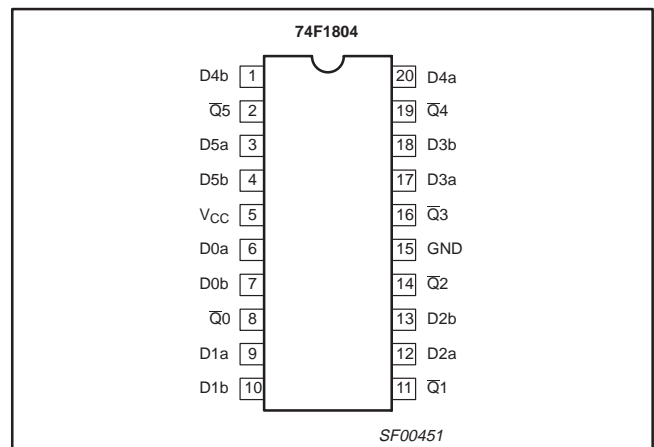 74F1804
D4b 1 20 D4a
Q̅5 2 19 Q̅4
D5a 3 18 D3b
D5b 4 17 D3a
VCC 5 16 Q̅3
D0a 6 15 GND
D0b 7 14 Q̅2
Q̅0 8 13 D2b
D1a 9 12 D2a
D1b 10 11 Q̅1
SF00451